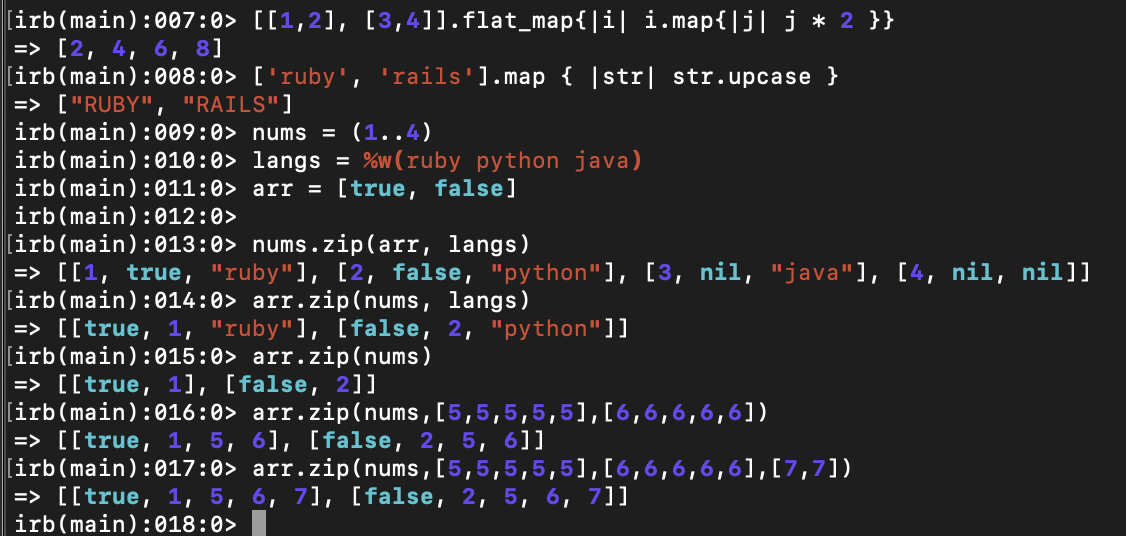 irb(main):007:0> [[1,2], [3,4]].flat_map{|i| i.map{|j| j * 2 }}
=> [2, 4, 6, 8]
irb(main):008:0> ['ruby', 'rails'].map { |str| str.upcase }
=> ["RUBY", "RAILS"]
irb(main):009:0> nums = (1..4)
irb(main):010:0> langs = %w(ruby python java)
irb(main):011:0> arr = [true, false]
irb(main):012:0>
irb(main):013:0> nums.zip(arr, langs)
=> [[1, true, "ruby"], [2, false, "python"], [3, nil, "java"], [4, nil, nil]]
irb(main):014:0> arr.zip(nums, langs)
=> [[true, 1, "ruby"], [false, 2, "python"]]
irb(main):015:0> arr.zip(nums)
=> [[true, 1], [false, 2]]
irb(main):016:0> arr.zip(nums,[5,5,5,5,5],[6,6,6,6,6])
=> [[true, 1, 5, 6], [false, 2, 5, 6]]
irb(main):017:0> arr.zip(nums,[5,5,5,5,5],[6,6,6,6,6],[7,7])
=> [[true, 1, 5, 6, 7], [false, 2, 5, 6, 7]]
irb(main):018:0>